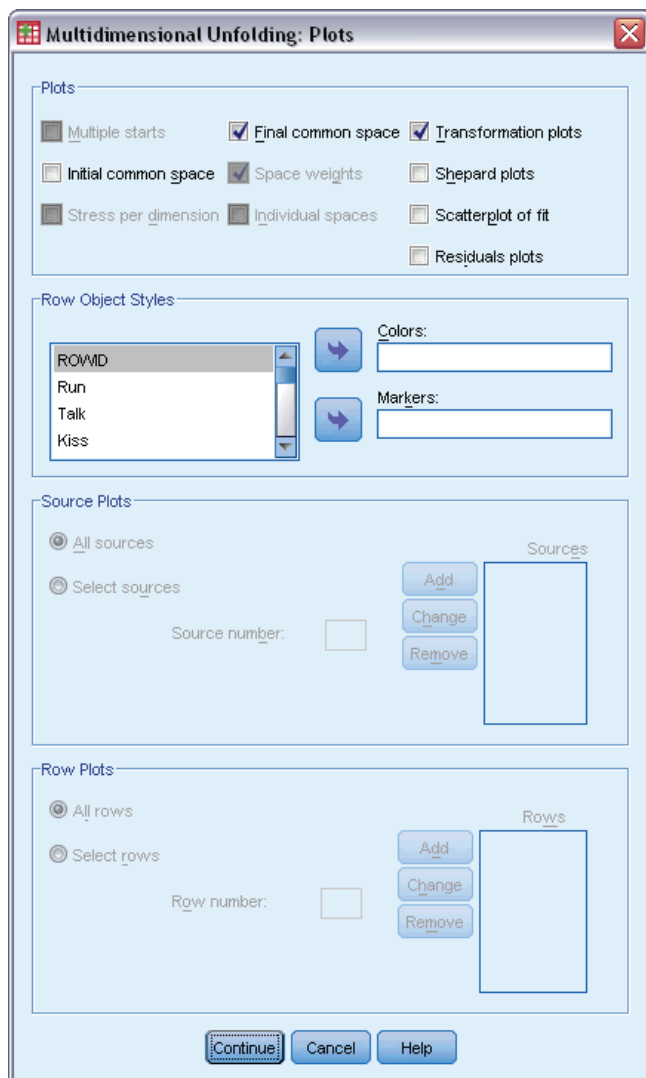 Multidimensional Unfolding: Plots
Plots
Multiple starts
Final common space
Transformation plots
Initial common space
Space weights
Shepard plots
Stress per dimension
Individual spaces
Scatterplot of fit
Residuals plots
Row Object Styles
ROWID
Run
Talk
Kiss
Colors:
Markers:
Source Plots
All sources
Select sources
Source number:
Add
Change
Remove
Sources
Row Plots
All rows
Select rows
Row number:
Add
Change
Remove
Rows
Continue
Cancel
Help